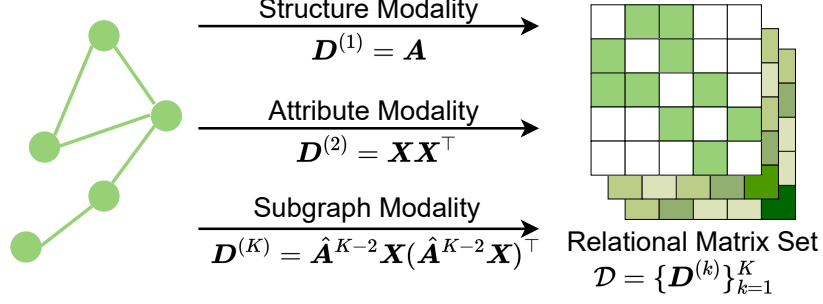 Structure Modality
D^{(1)} = A
Attribute Modality
D^{(2)} = XX^⊤
Subgraph Modality
D^{(K)} = Â^{K-2}X(Â^{K-2}X)^⊤
Relational Matrix Set
𝒟 = {D^{(k)}}_{k=1}^{K}